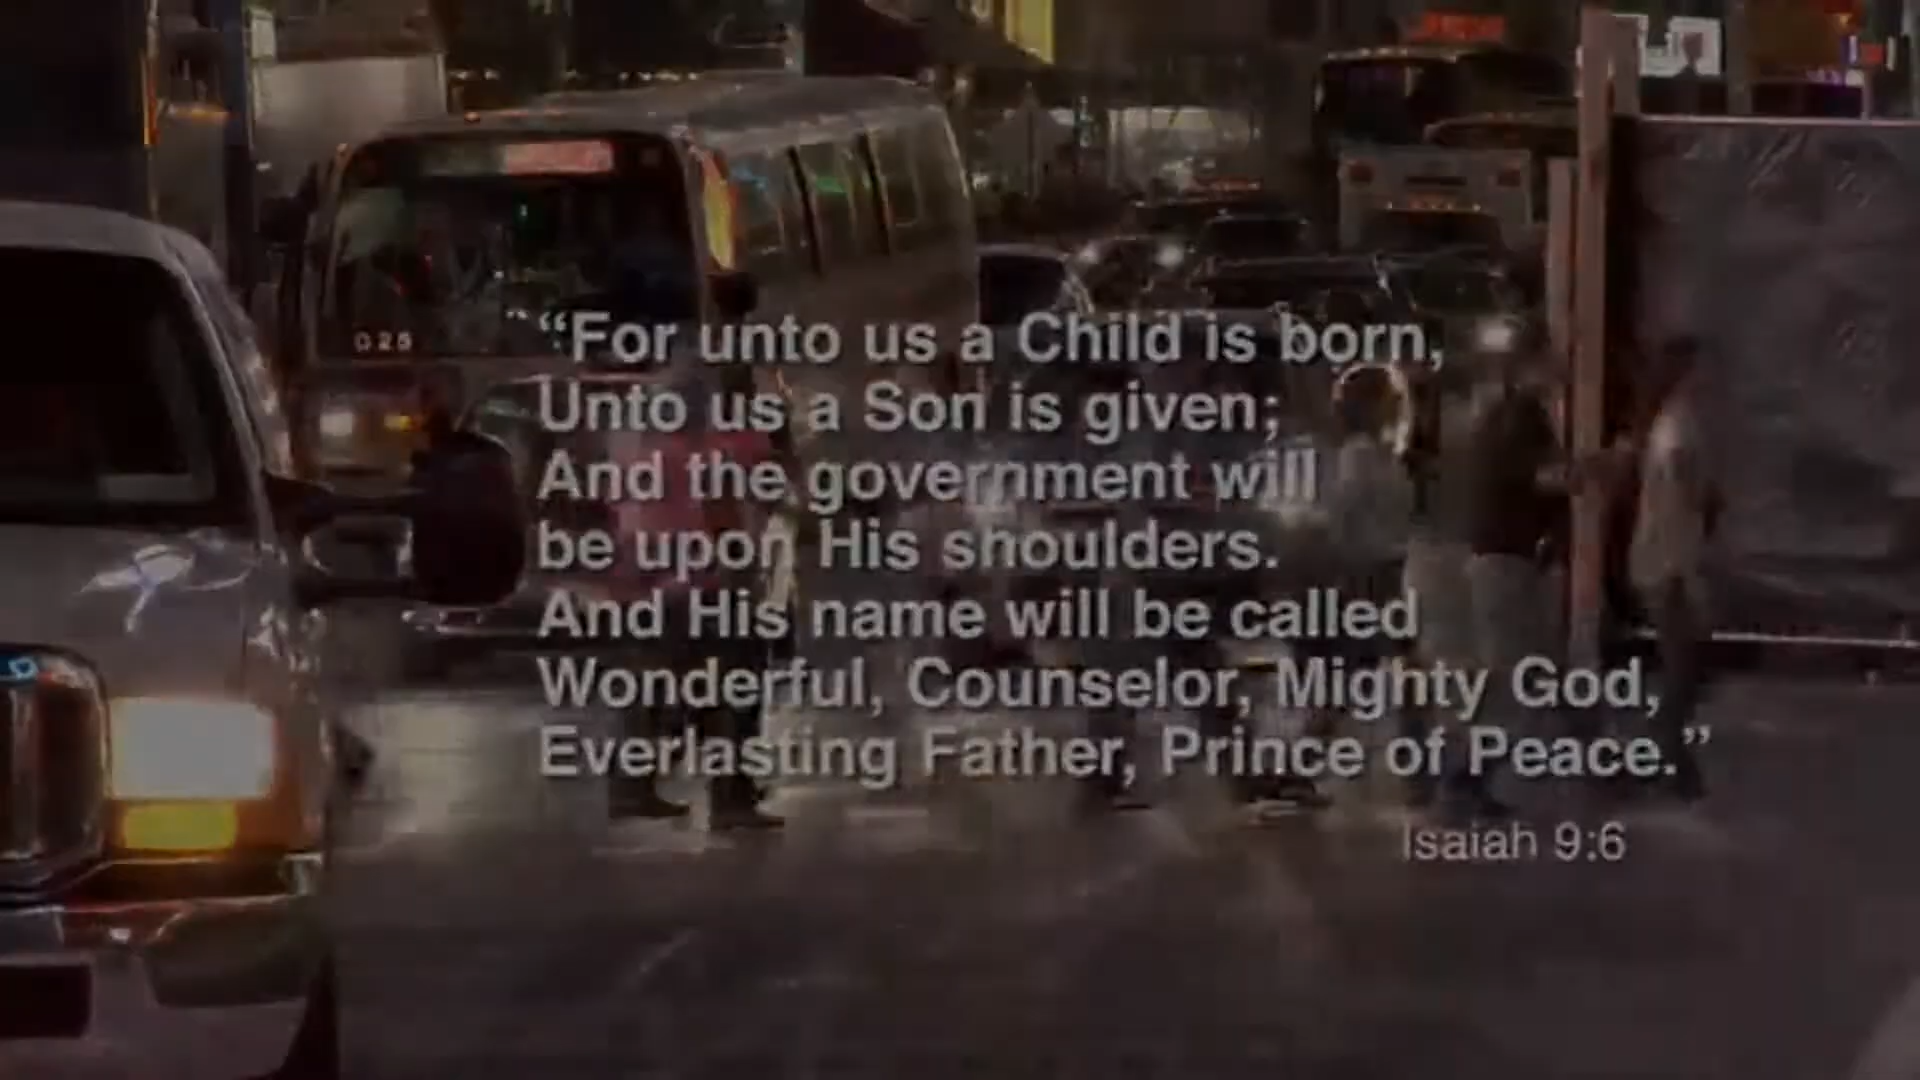 025
“For unto us a Child is born,
Unto us a Son is given;
And the government will
be upon His shoulders.
And His name will be called
Wonderful, Counselor, Mighty God,
Everlasting Father, Prince of Peace.”
Isaiah 9:6